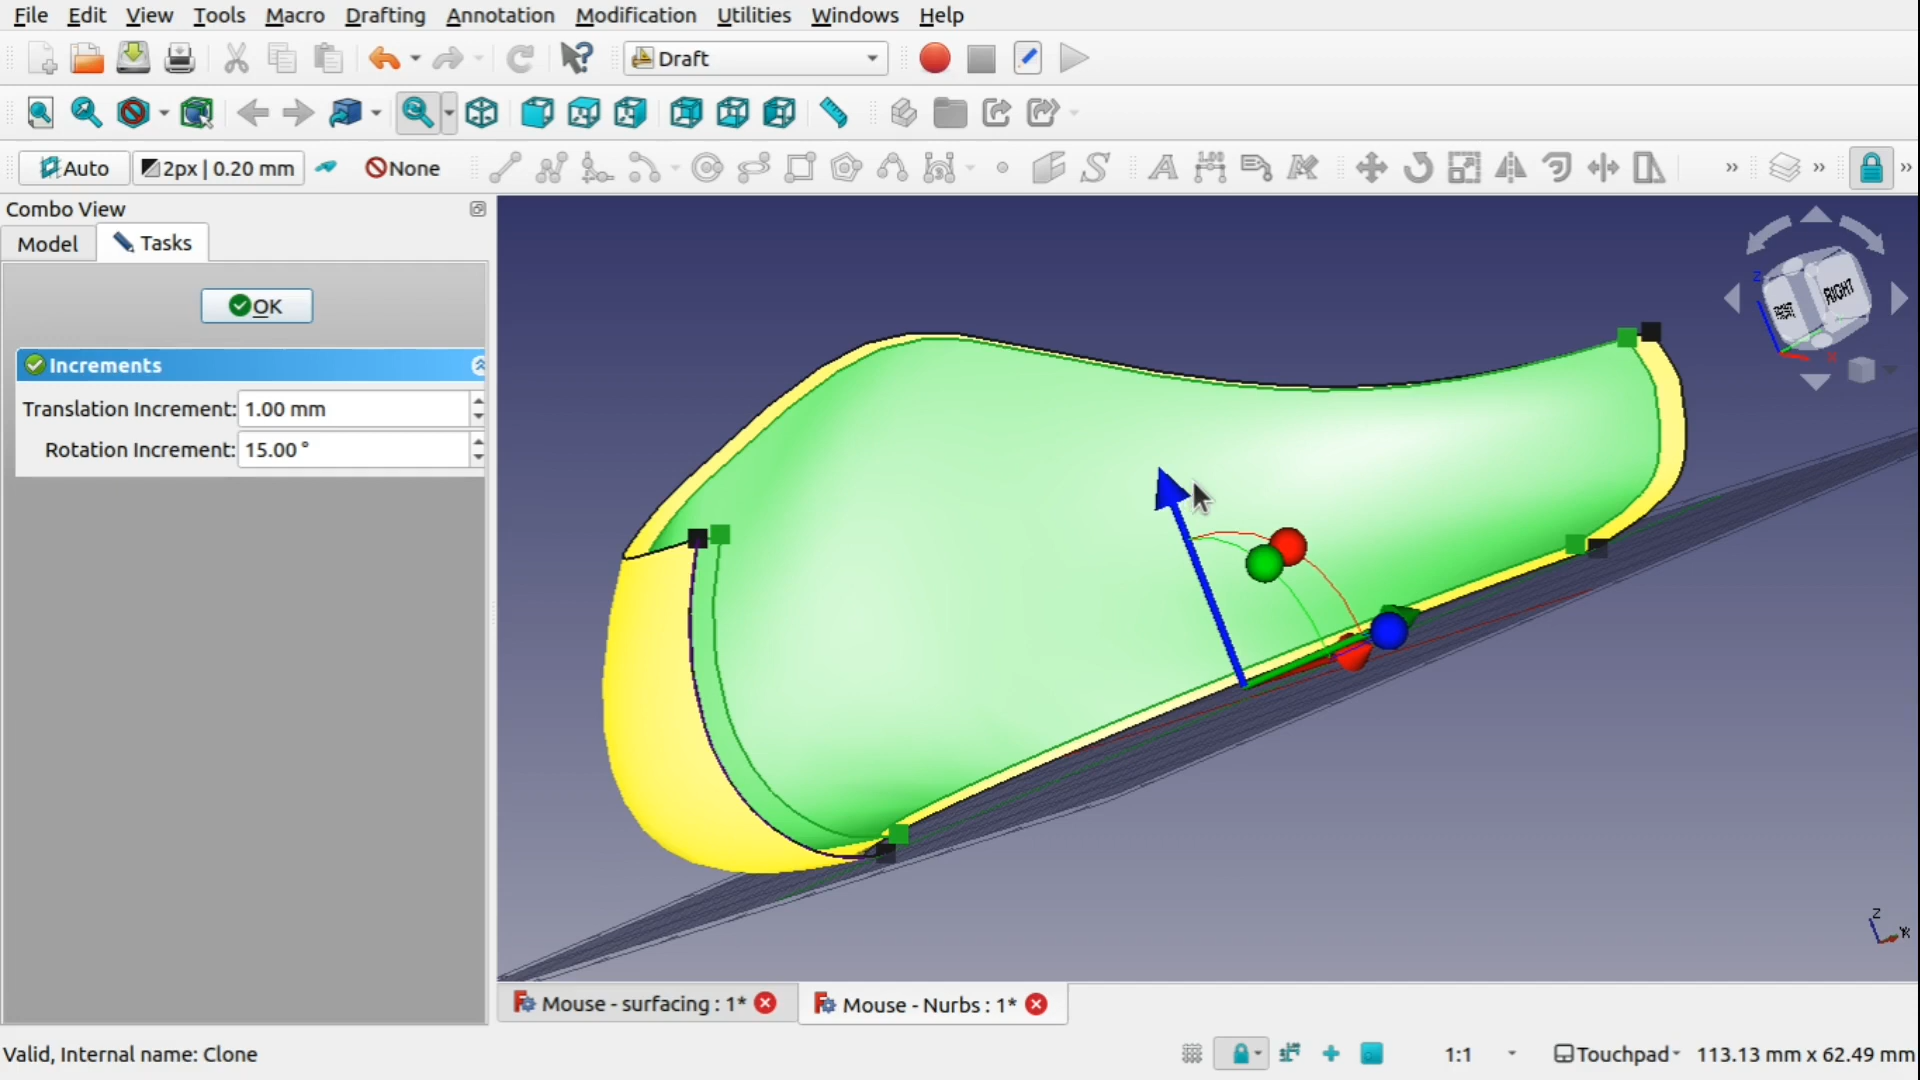 File Edit View Tools Macro Drafting Annotation Modification Utilities Windows Help
Draft
Auto 2px | 0.20 mm None
Combo View
Model Tasks
OK
Increments
Translation Increment: 1.00 mm
Rotation Increment: 15.00 °
Z
RIGHT
X
Z
Mouse - surfacing : 1* Mouse - Nurbs : 1*
Valid, Internal name: Clone 1:1 Touchpad 113.13 mm x 62.49 mm